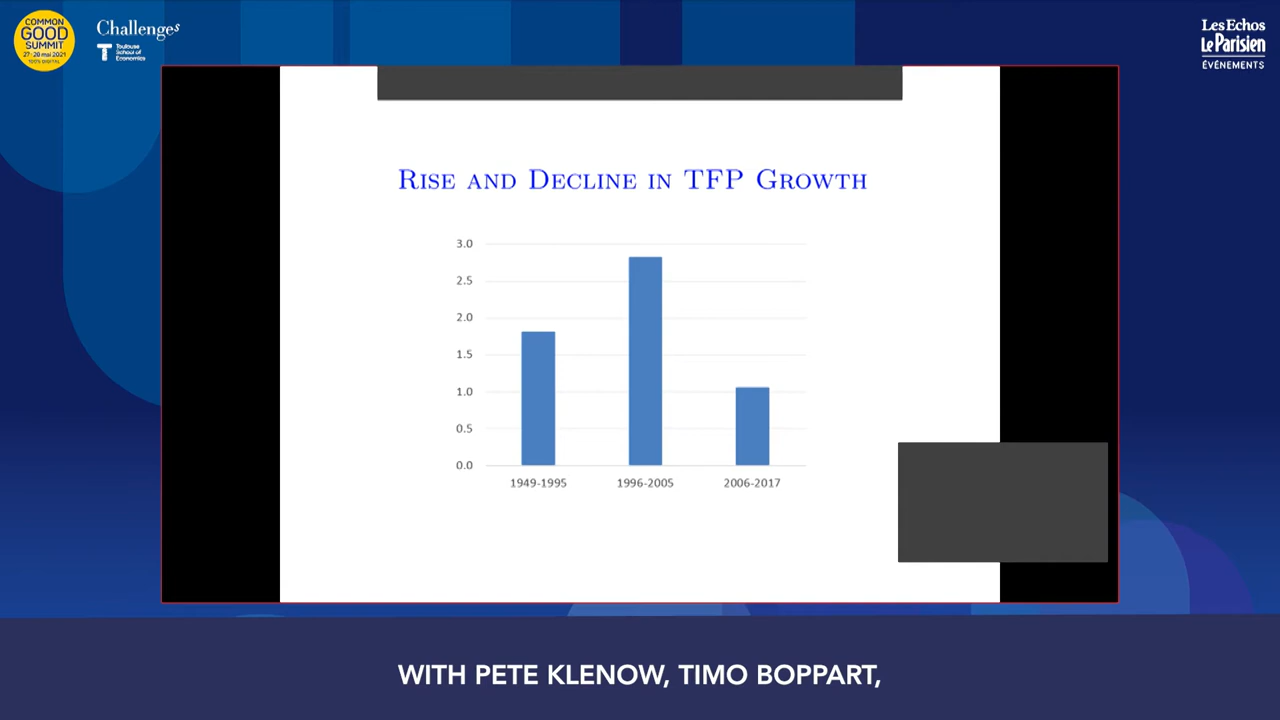 COMMON
GOOD
SUMMIT
27 - 28 mai 2021
100% DIGITAL
Challenges
Toulouse
School of
Economics
Les Echos
Le Parisien
ÉVÉNEMENTS
Rise and Decline in TFP Growth
3.0
2.5
2.0
1.5
1.0
0.5
0.0
1949-1995 1996-2005 2006-2017
WITH PETE KLENOW, TIMO BOPPART,